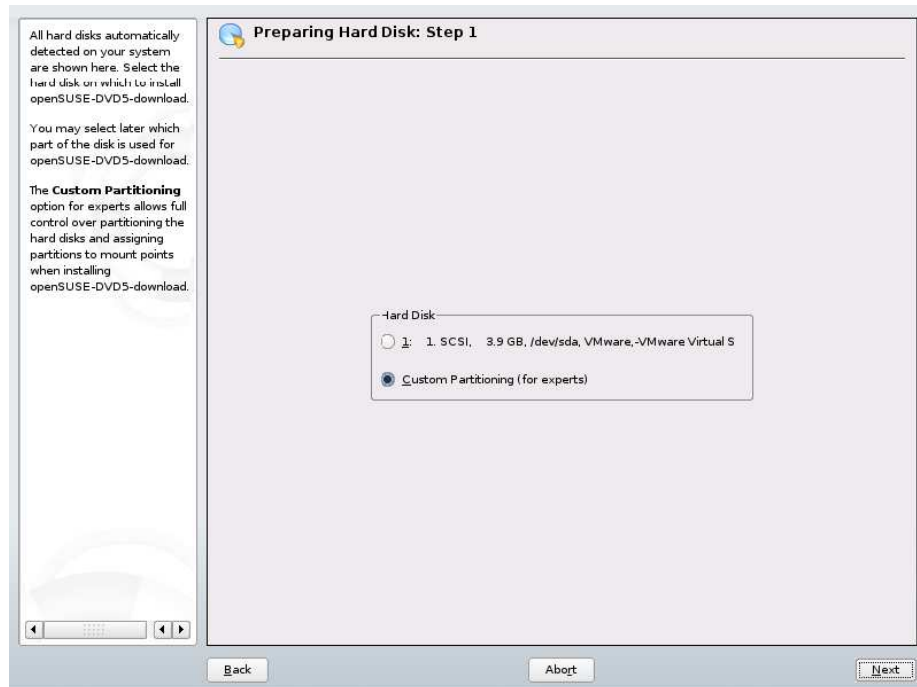 All hard disks automatically
detected on your system
are shown here. Select the
hard disk on which to install
openSUSE-DVD5-download.
You may select later which
part of the disk is used for
openSUSE-DVD5-download.
The Custom Partitioning
option for experts allows full
control over partitioning the
hard disks and assigning
partitions to mount points
when installing
openSUSE-DVD5-download.
Preparing Hard Disk: Step 1
Hard Disk
1: 1. SCSI, 3.9 GB, /dev/sda, VMware,-VMware Virtual S
Custom Partitioning (for experts)
Back
Abort
Next